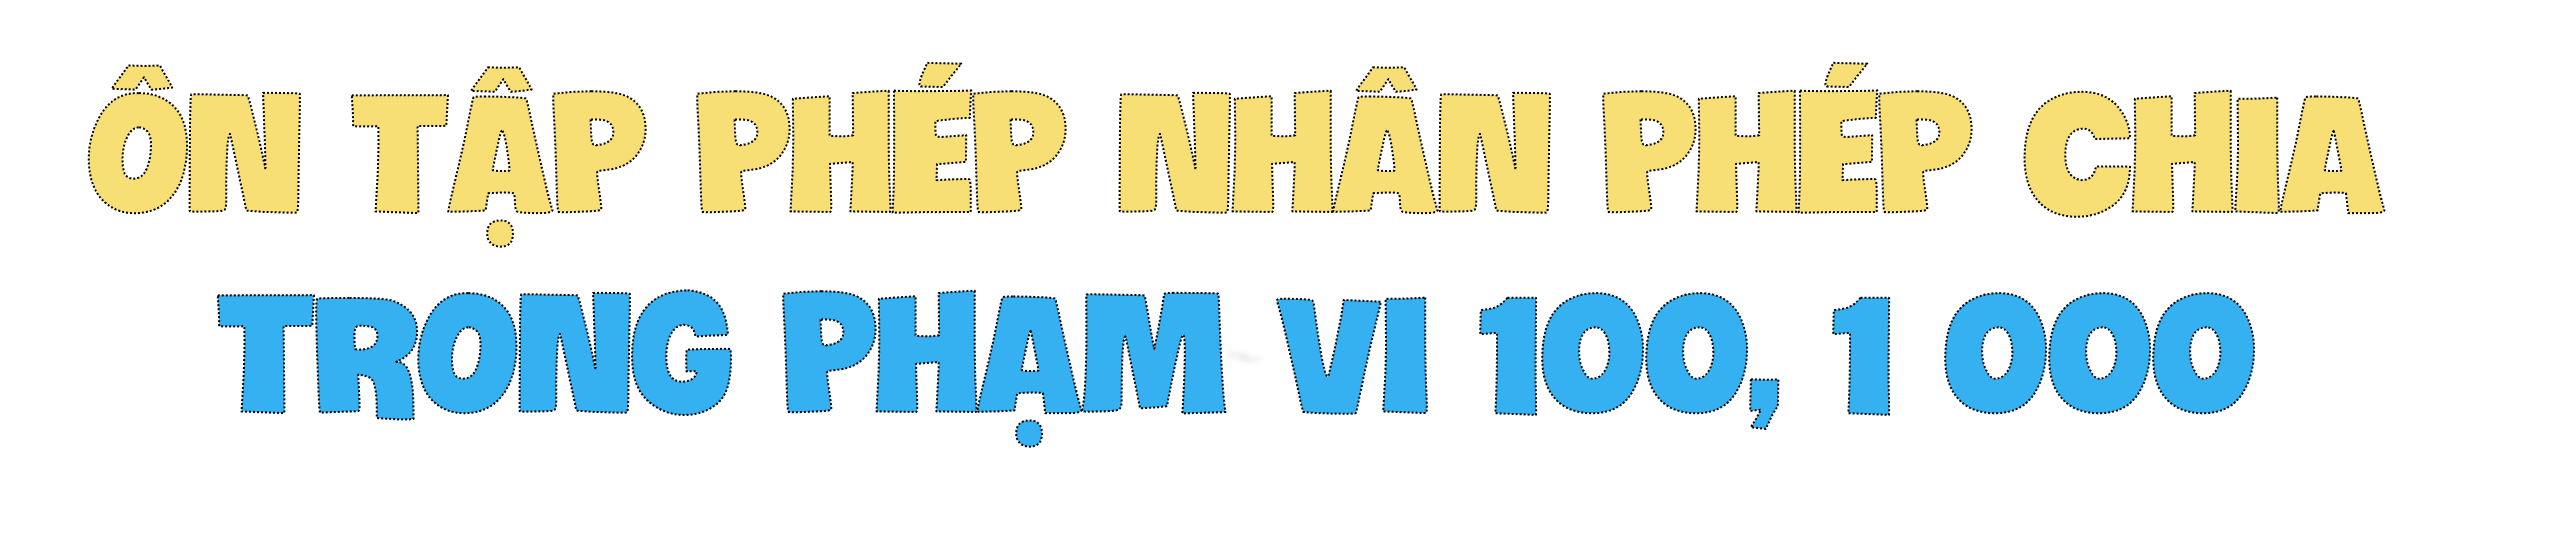 ÔN TẬP PHÉP NHÂN PHÉP CHIA
TRONG PHẠM VI 100, 1 000